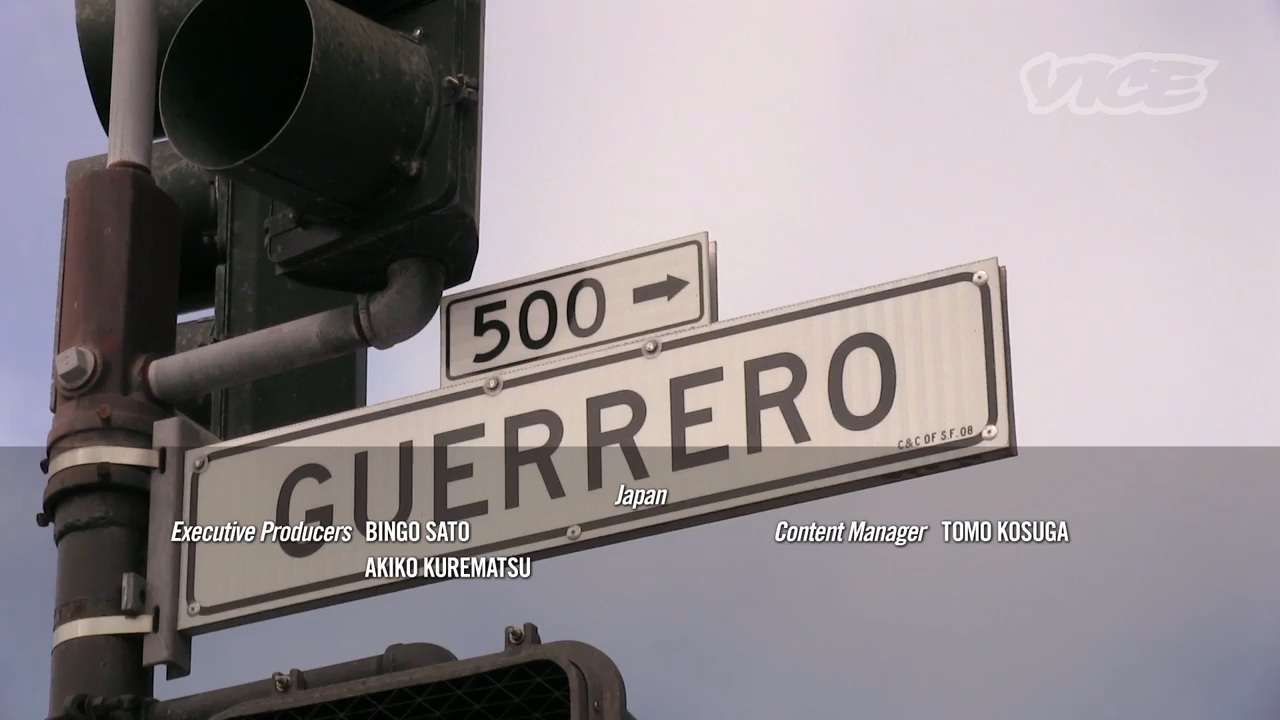 VICE
500
GUERRERO
C&C OF S.F. 08
Japan
Executive Producers BINGO SATO
AKIKO KUREMATSU
Content Manager TOMO KOSUGA